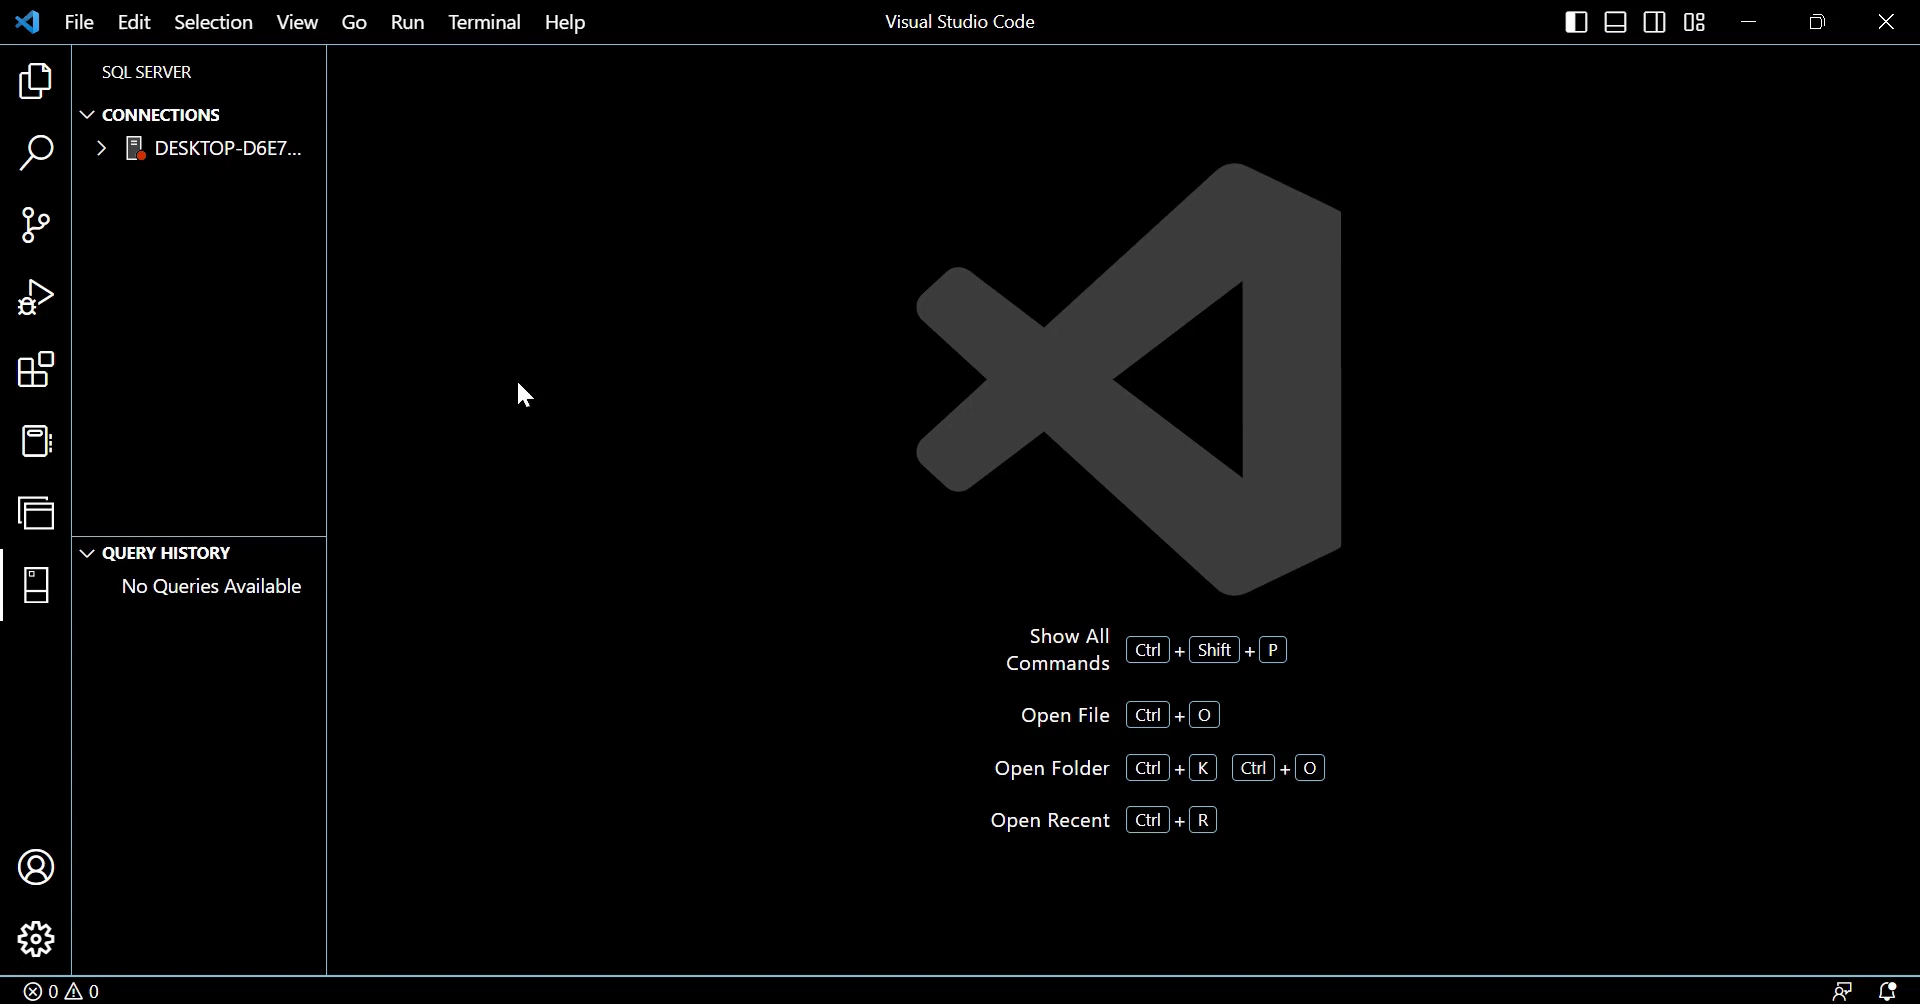 File Edit Selection View Go Run Terminal Help
Visual Studio Code
SQL SERVER
CONNECTIONS
DESKTOP-D6E7...
QUERY HISTORY
No Queries Available
Show All
Commands
Ctrl + Shift + P
Open File Ctrl + O
Open Folder Ctrl + K Ctrl + O
Open Recent Ctrl + R
0 0